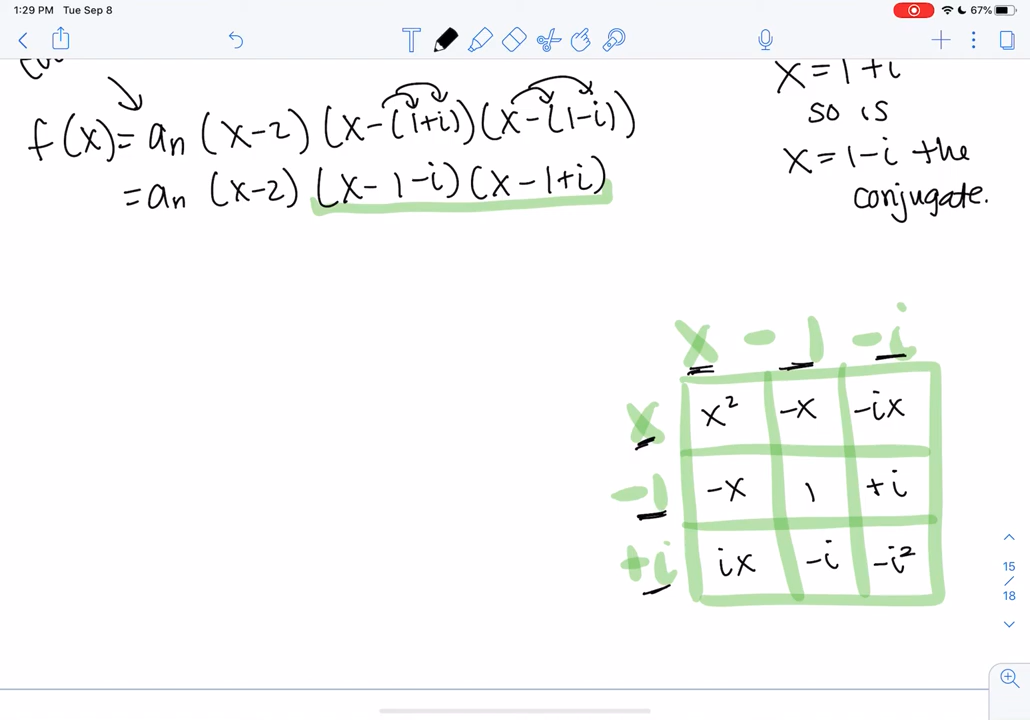 1:29 PM Tue Sep 8
67%
T
f(x) = an (x-2) (x-(1+i))(x-(1-i))
= an (x-2) (x-1-i) (x-1+i)
x = 1+i
so is
x = 1-i the
conjugate.
x -1 -i
x x² -x -ix
-1 -x 1 +i
+i ix -i -i²
15
/
18